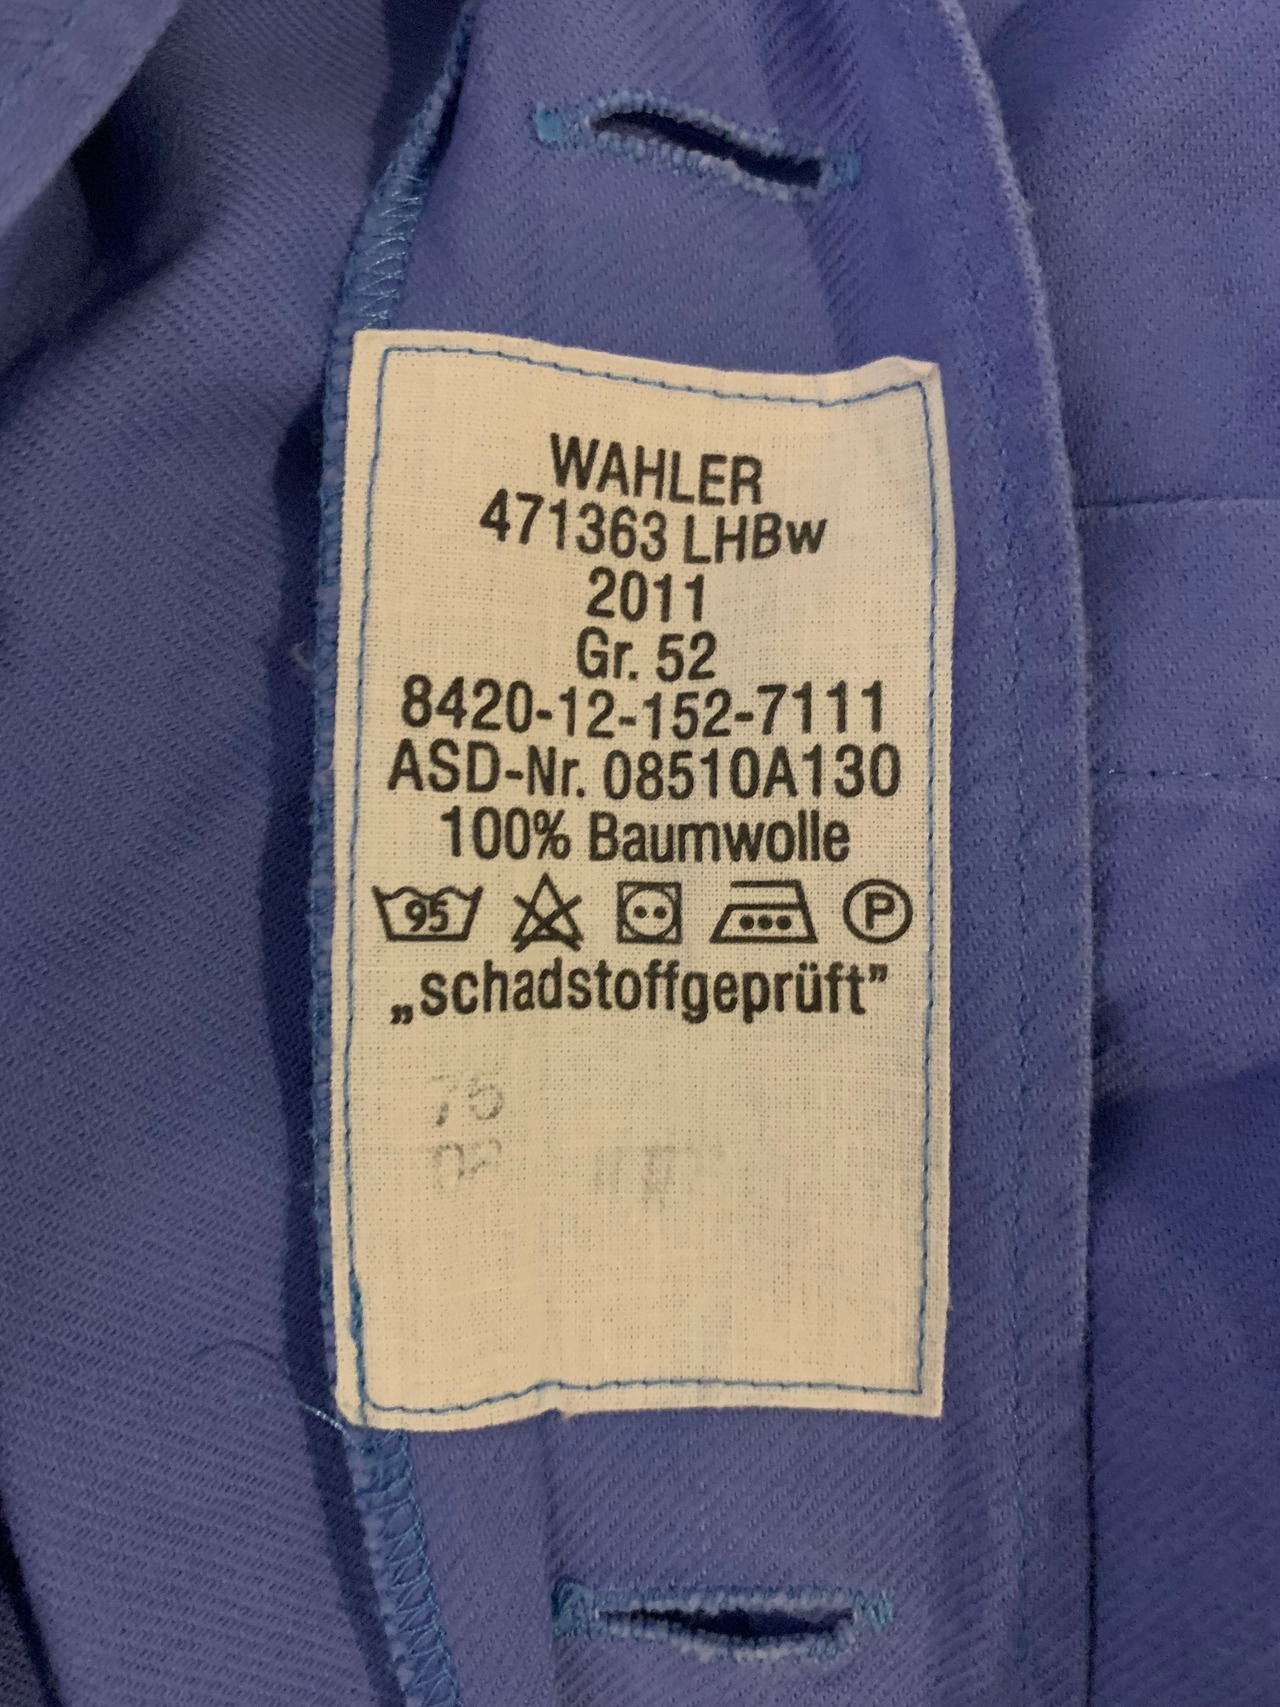 WAHLER
471363 LHBw
2011
Gr. 52
8420-12-152-7111
ASD-Nr. 08510A130
100% Baumwolle
95 P
„schadstoffgeprüft”